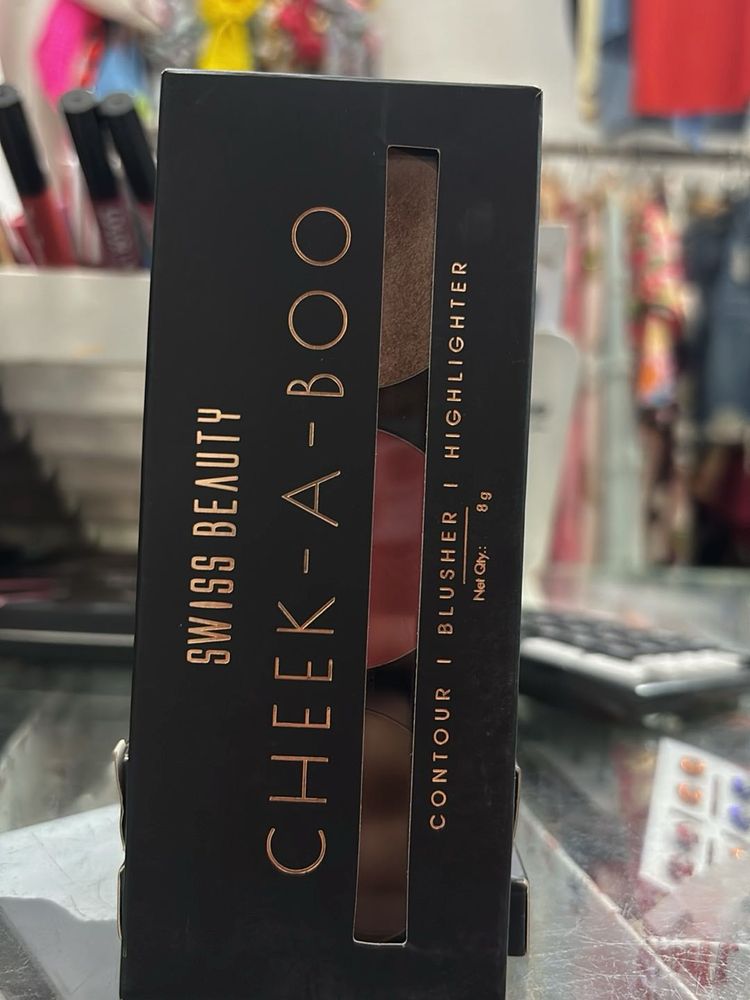 SWISS BEAUTY
CHEEK-A-BOO
CONTOUR | BLUSHER | HIGHLIGHTER
Net Qty.: 8g